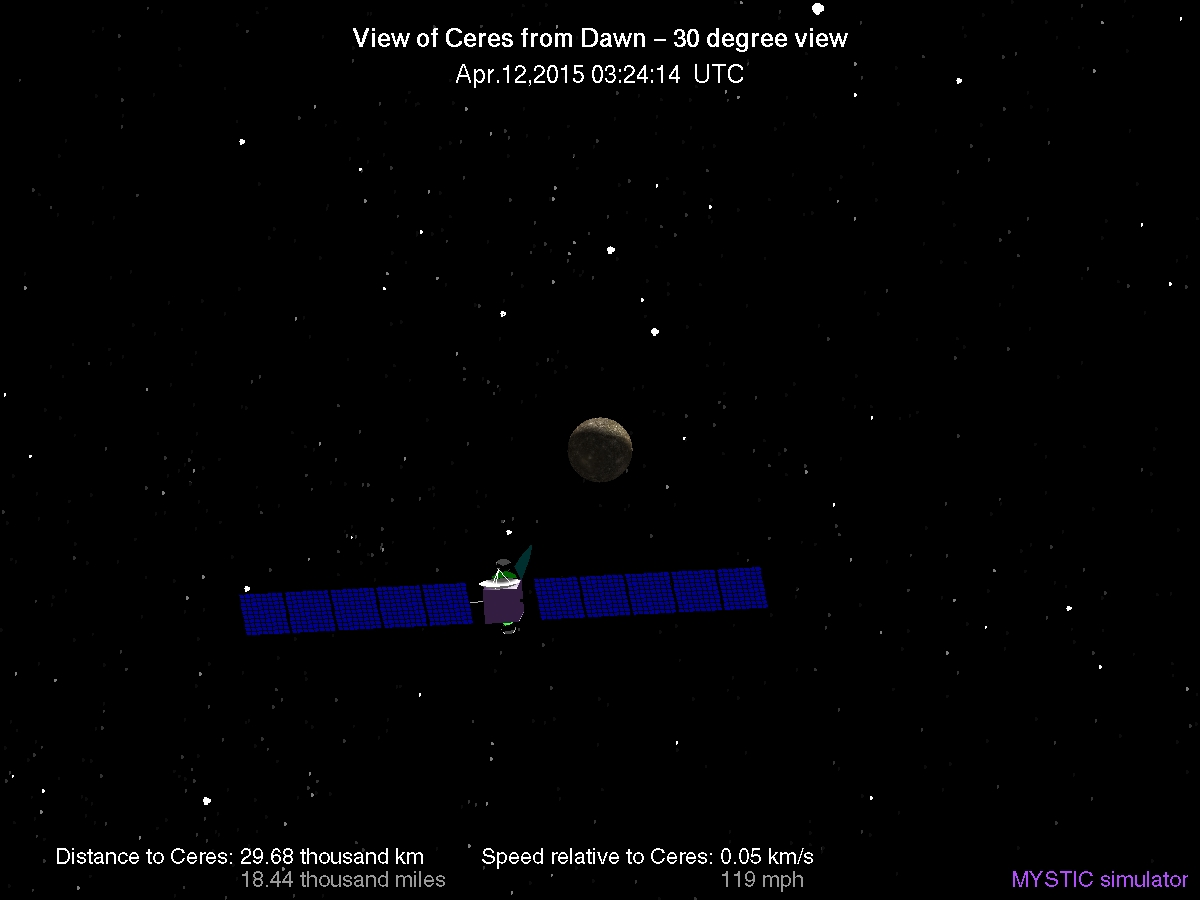 View of Ceres from Dawn – 30 degree view
Apr.12,2015 03:24:14 UTC
Distance to Ceres: 29.68 thousand km
18.44 thousand miles
Speed relative to Ceres: 0.05 km/s
119 mph
MYSTIC simulator